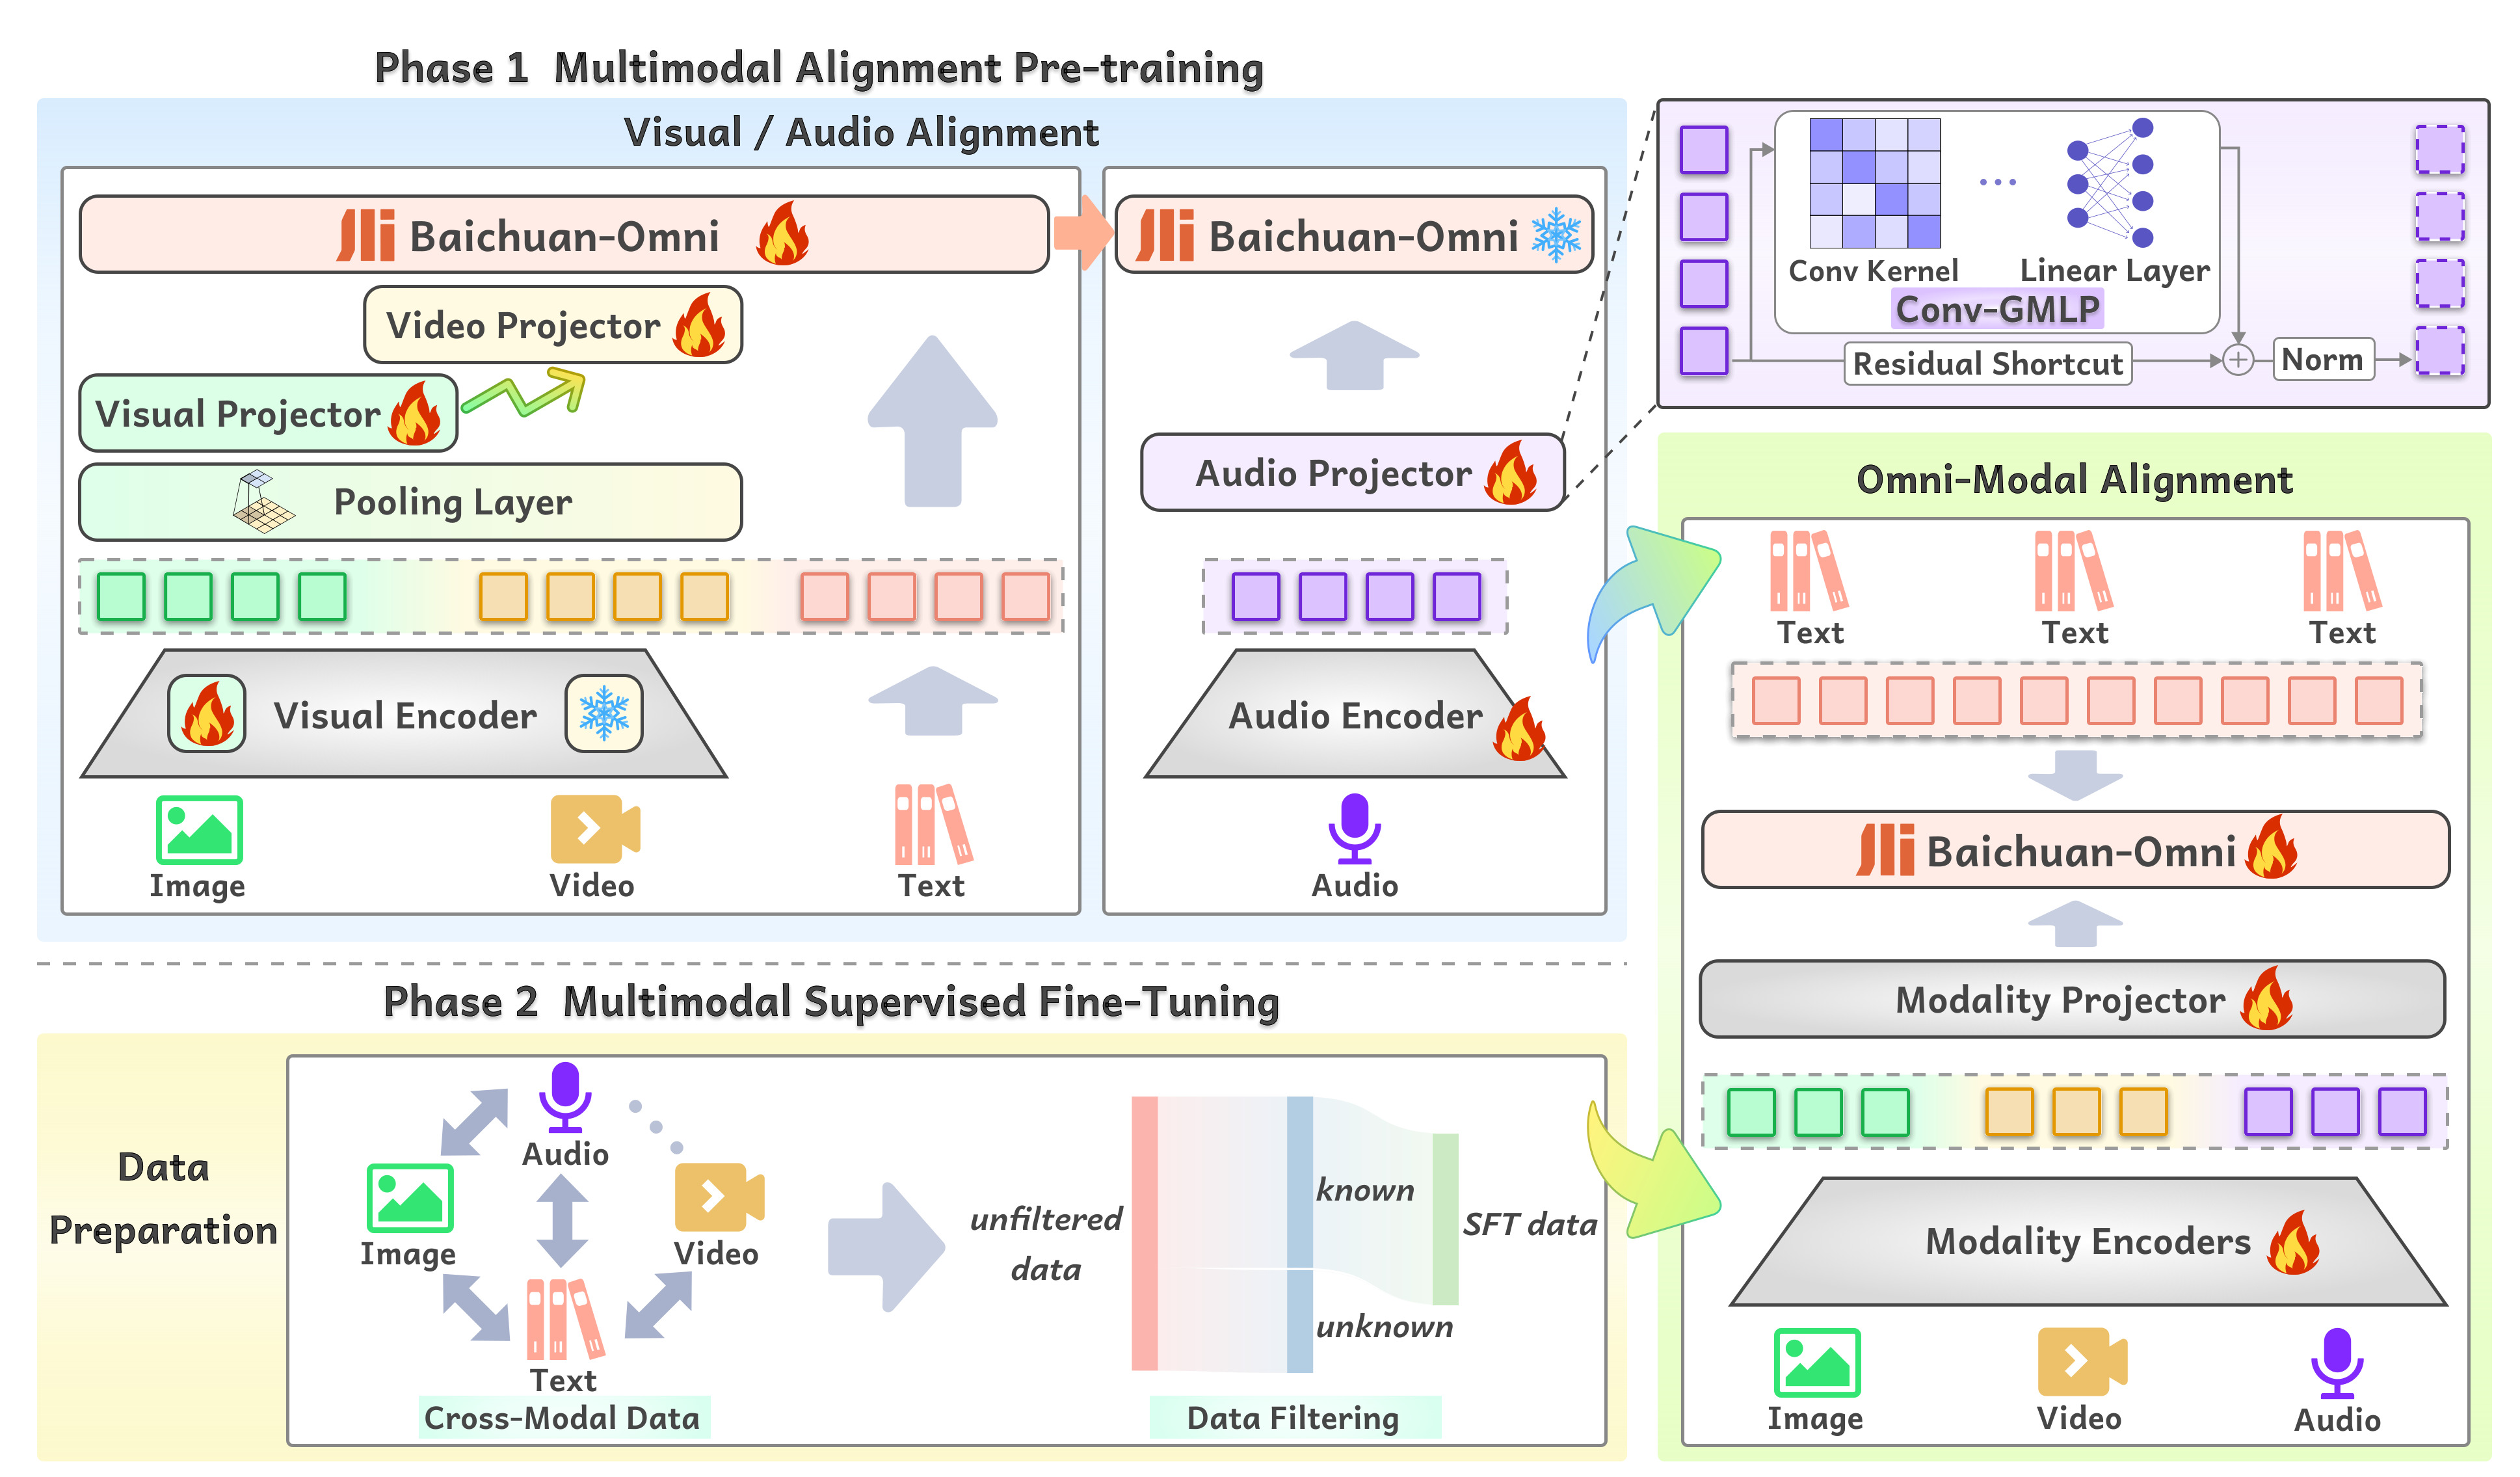 Phase 1 Multimodal Alignment Pre-training
Visual / Audio Alignment
Baichuan-Omni
Video Projector
Visual Projector
Pooling Layer
Visual Encoder
Image
Video
Text
Baichuan-Omni
Audio Projector
Audio Encoder
Audio
Conv Kernel
Linear Layer
Conv-GMLP
Residual Shortcut
Norm
Omni-Modal Alignment
Text
Text
Text
Baichuan-Omni
Modality Projector
Modality Encoders
Image
Video
Audio
Phase 2 Multimodal Supervised Fine-Tuning
Data
Preparation
Audio
Image
Video
Text
Cross-Modal Data
unfiltered
data
known
unknown
SFT data
Data Filtering